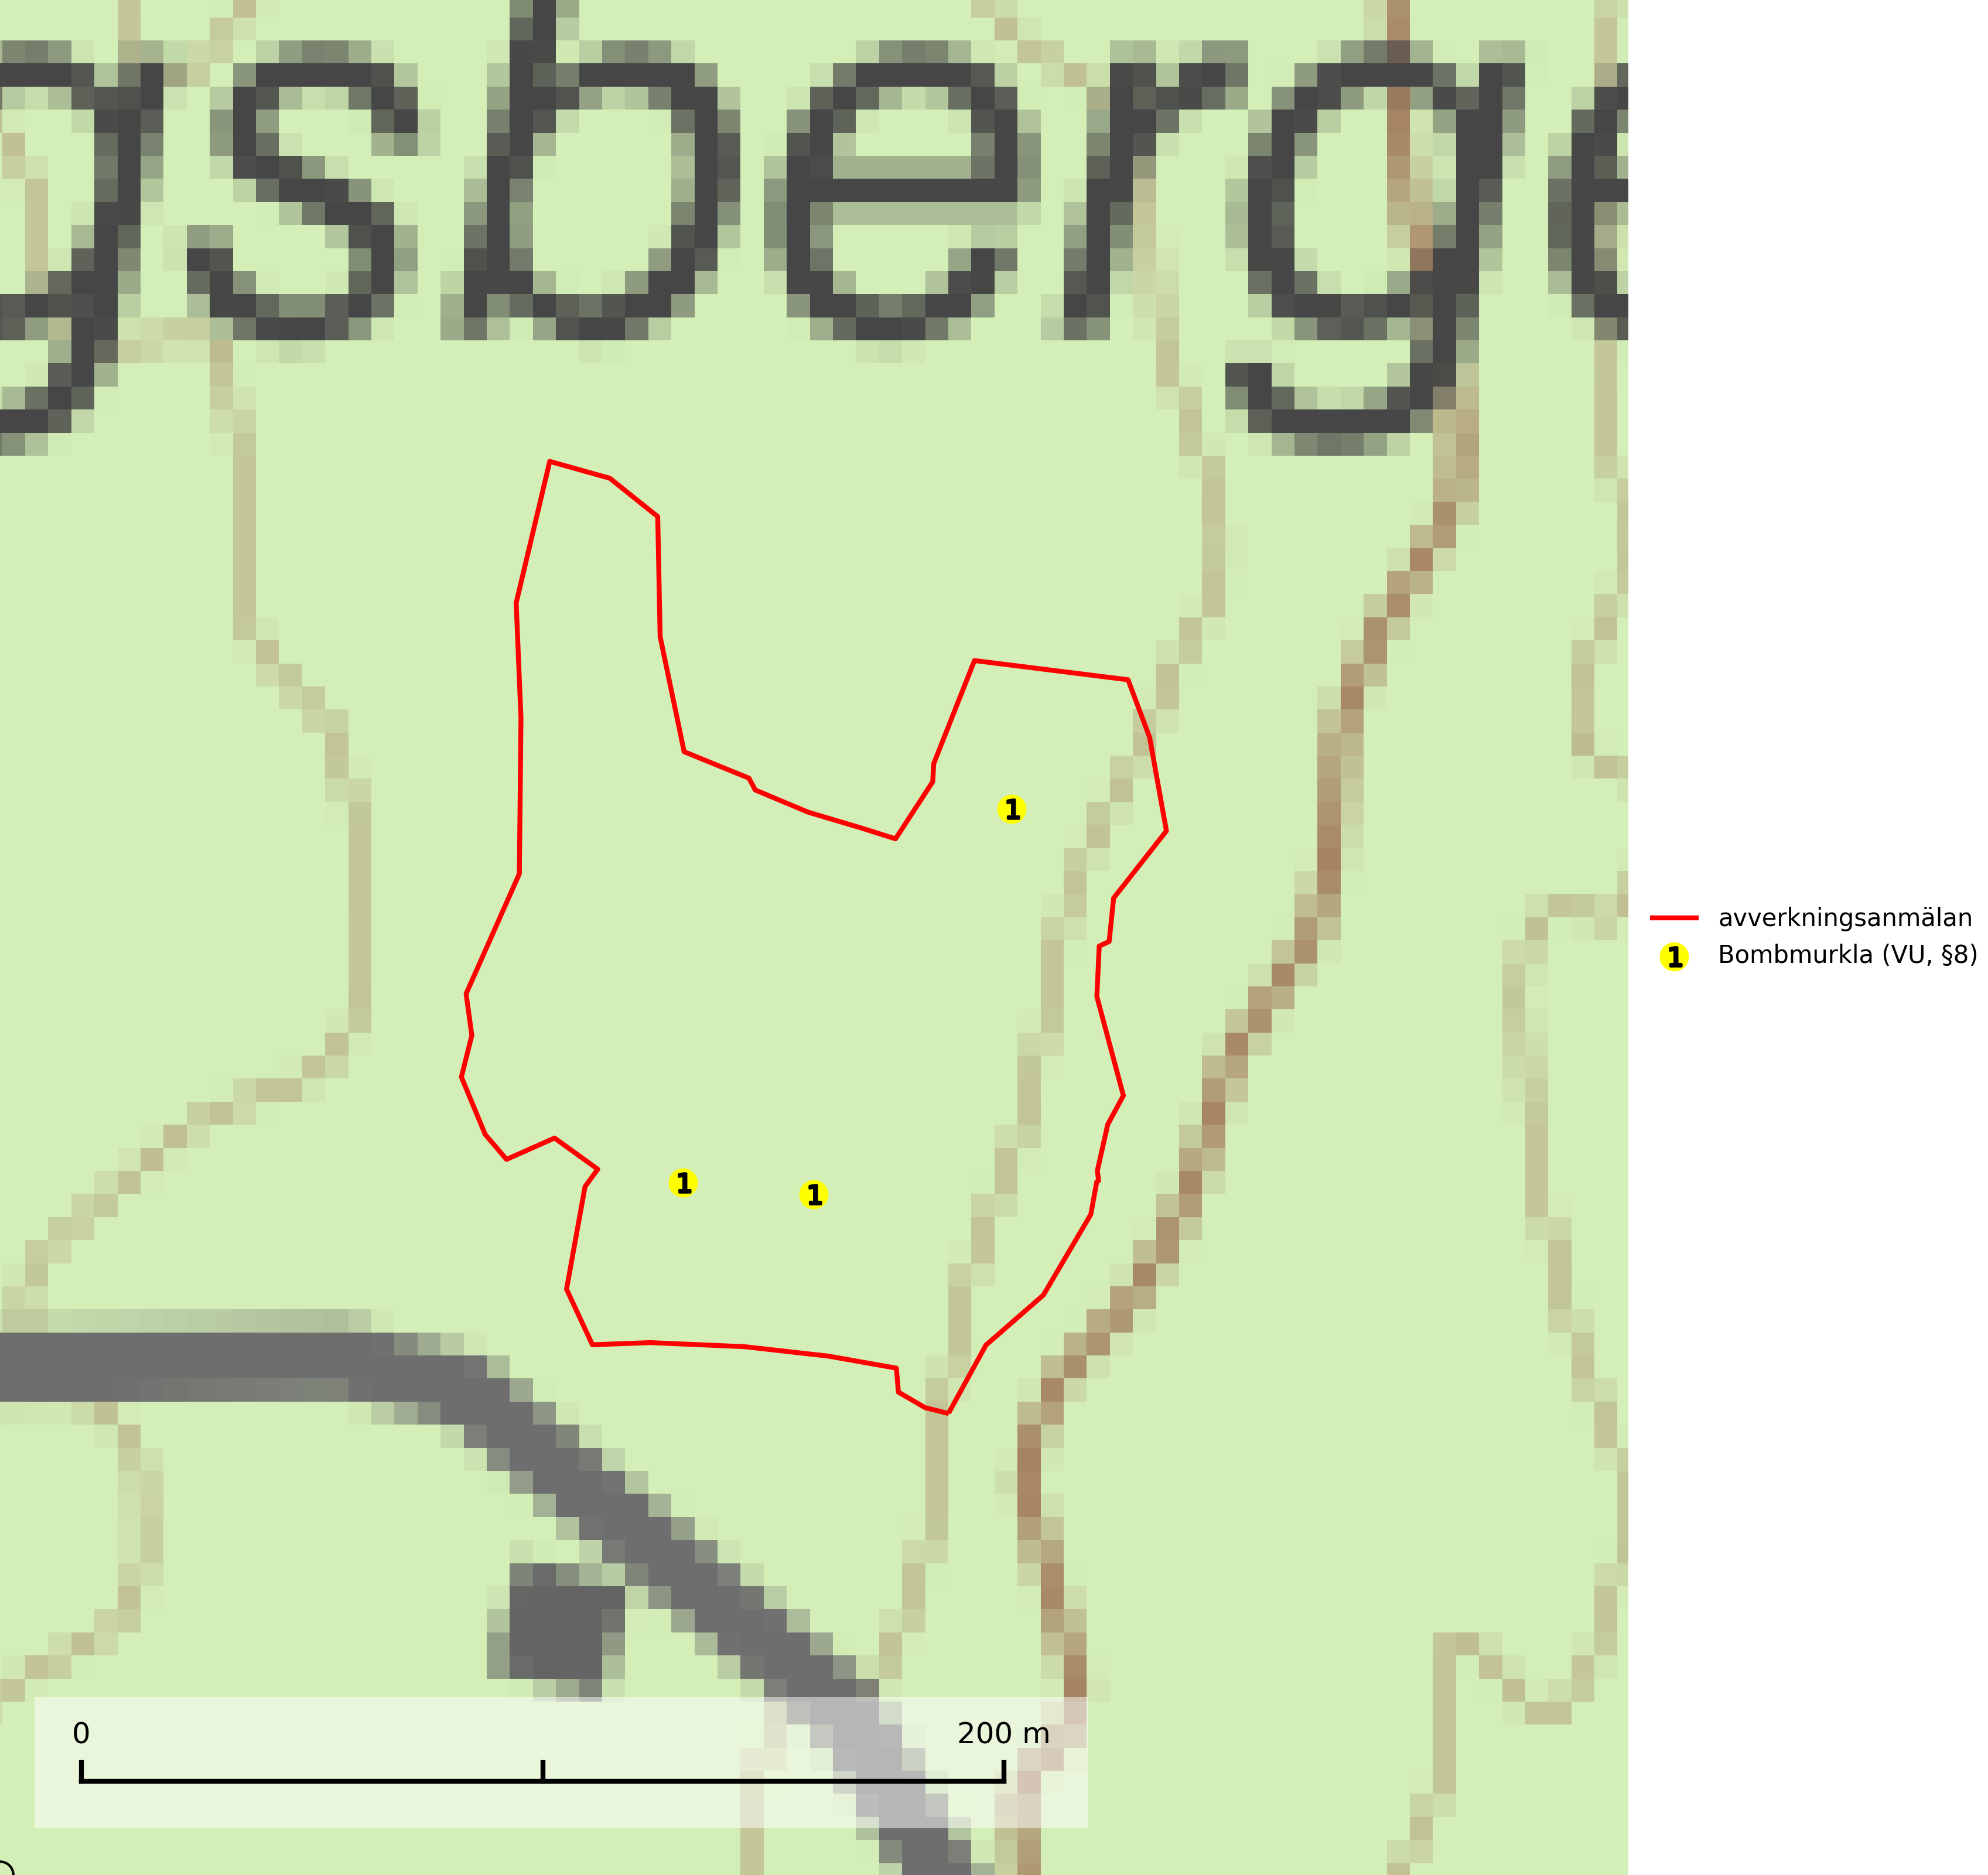 gsberge
1
1
1
avverkningsanmälan
1 Bombmurkla (VU, §8)
0 200 m